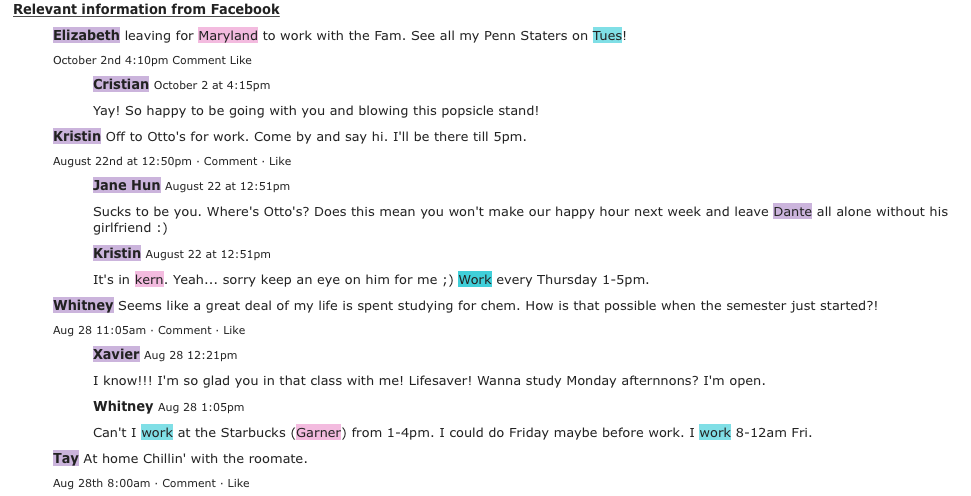 Relevant information from Facebook
Elizabeth leaving for Maryland to work with the Fam. See all my Penn Staters on Tues!
October 2nd 4:10pm Comment Like
Cristian October 2 at 4:15pm
Yay! So happy to be going with you and blowing this popsicle stand!
Kristin Off to Otto's for work. Come by and say hi. I'll be there till 5pm.
August 22nd at 12:50pm · Comment · Like
Jane Hun August 22 at 12:51pm
Sucks to be you. Where's Otto's? Does this mean you won't make our happy hour next week and leave Dante all alone without his
girlfriend :)
Kristin August 22 at 12:51pm
It's in kern. Yeah... sorry keep an eye on him for me ;) Work every Thursday 1-5pm.
Whitney Seems like a great deal of my life is spent studying for chem. How is that possible when the semester just started?!
Aug 28 11:05am · Comment · Like
Xavier Aug 28 12:21pm
I know!!! I'm so glad you in that class with me! Lifesaver! Wanna study Monday afternnons? I'm open.
Whitney Aug 28 1:05pm
Can't I work at the Starbucks (Garner) from 1-4pm. I could do Friday maybe before work. I work 8-12am Fri.
Tay At home Chillin' with the roomate.
Aug 28th 8:00am · Comment · Like